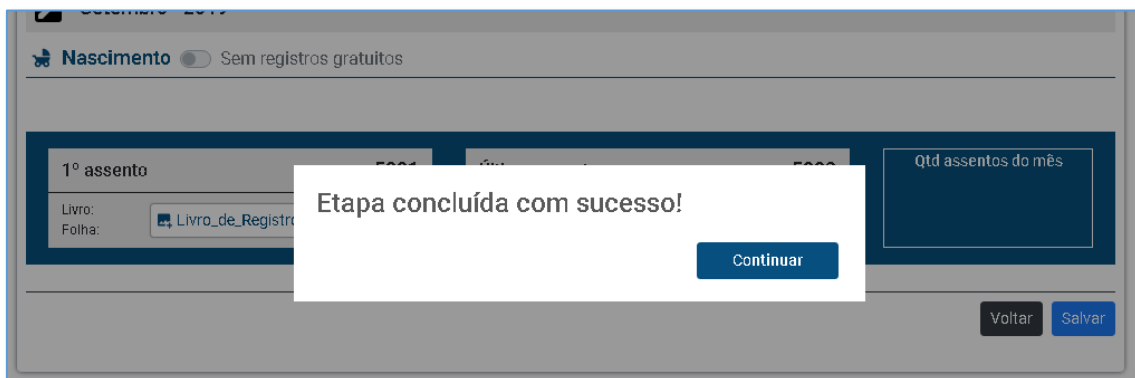 Nascimento Sem registros gratuitos
1º assento
Qtd assentos do mês
Livro:
Folha:
Livro_de_Registro
Etapa concluída com sucesso!
Continuar
Voltar Salvar